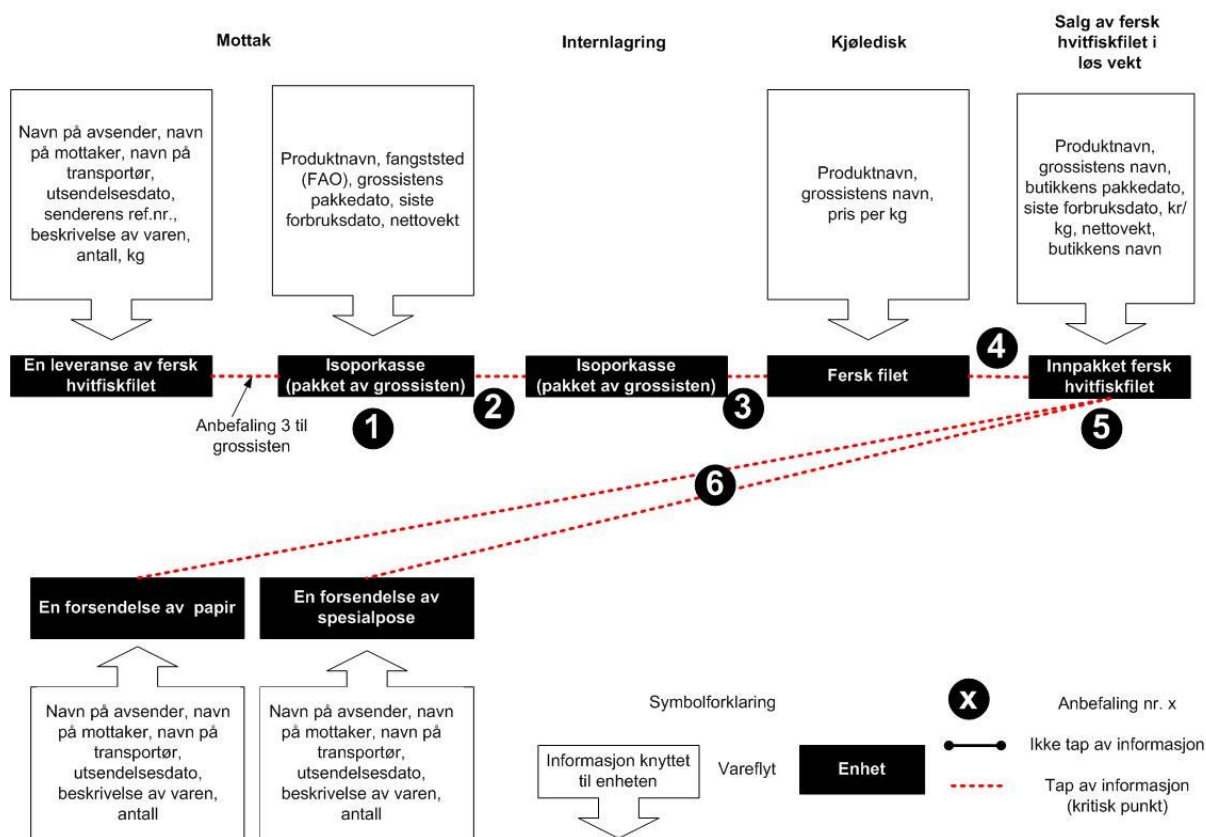 Mottak
Internlagring
Kjøledisk
Salg av fersk
hvitfiskfilet i
løs vekt
Navn på avsender, navn
på mottaker, navn på
transportør,
utsendelsesdato,
senderens ref.nr.,
beskrivelse av varen,
antall, kg
Produktnavn, fangststed
(FAO), grossistens
pakkedato, siste
forbruksdato, nettovekt
Produktnavn,
grossistens navn,
pris per kg
Produktnavn,
grossistens navn,
butikkens pakkedato,
siste forbruksdato, kr/
kg, nettovekt,
butikkens navn
En leveranse av fersk
hvitfiskfilet
Isoporkasse
(pakket av grossisten)
Isoporkasse
(pakket av grossisten)
Fersk filet
Innpakket fersk
hvitfiskfilet
Anbefaling 3 til
grossisten
1
2
3
4
5
6
En forsendelse av papir
En forsendelse av
spesialpose
Navn på avsender, navn
på mottaker, navn på
transportør,
utsendelsesdato,
beskrivelse av varen,
antall
Navn på avsender, navn
på mottaker, navn på
transportør,
utsendelsesdato,
beskrivelse av varen,
antall
Symbolforklaring
Informasjon knyttet
til enheten
Vareflyt
Enhet
x
Anbefaling nr. x
Ikke tap av informasjon
Tap av informasjon
(kritisk punkt)